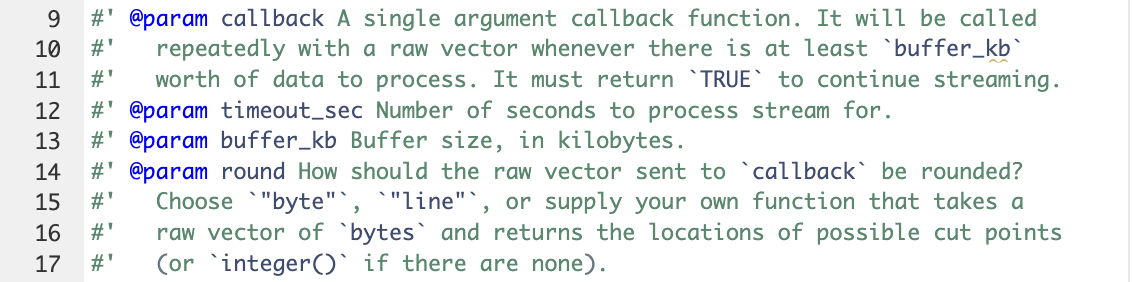 9 #' @param callback A single argument callback function. It will be called
10 #'   repeatedly with a raw vector whenever there is at least `buffer_kb`
11 #'   worth of data to process. It must return `TRUE` to continue streaming.
12 #' @param timeout_sec Number of seconds to process stream for.
13 #' @param buffer_kb Buffer size, in kilobytes.
14 #' @param round How should the raw vector sent to `callback` be rounded?
15 #'   Choose `"byte"`, `"line"`, or supply your own function that takes a
16 #'   raw vector of `bytes` and returns the locations of possible cut points
17 #'   (or `integer()` if there are none).